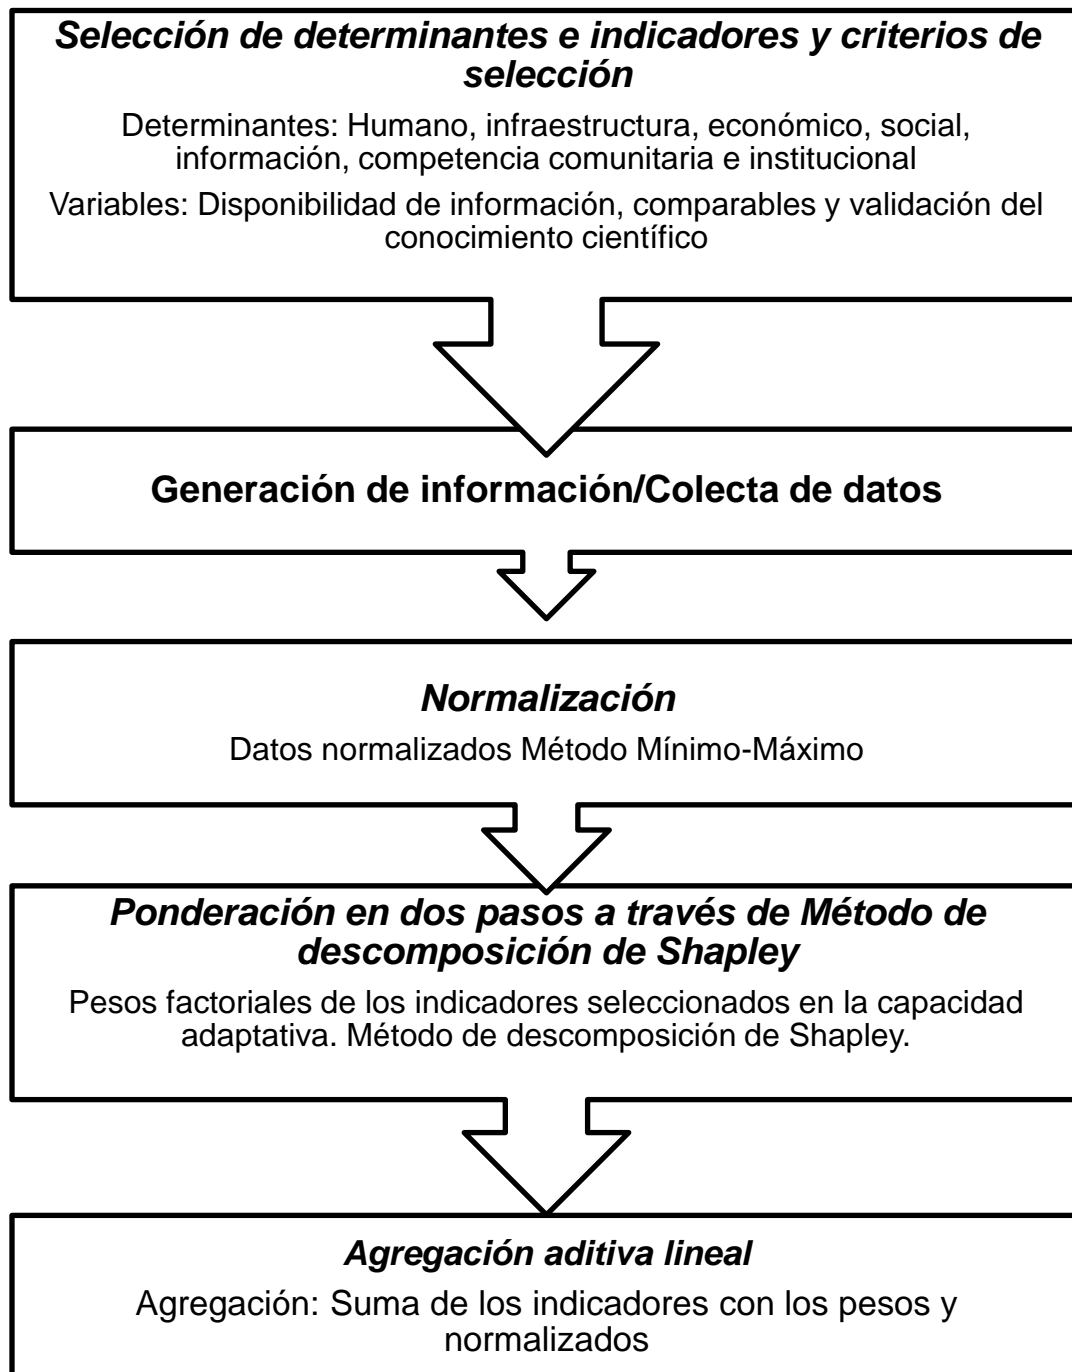 Selección de determinantes e indicadores y criterios de
selección
Determinantes: Humano, infraestructura, económico, social,
información, competencia comunitaria e institucional
Variables: Disponibilidad de información, comparables y validación del
conocimiento científico
Generación de información/Colecta de datos
Normalización
Datos normalizados Método Mínimo-Máximo
Ponderación en dos pasos a través de Método de
descomposición de Shapley
Pesos factoriales de los indicadores seleccionados en la capacidad
adaptativa. Método de descomposición de Shapley.
Agregación aditiva lineal
Agregación: Suma de los indicadores con los pesos y
normalizados